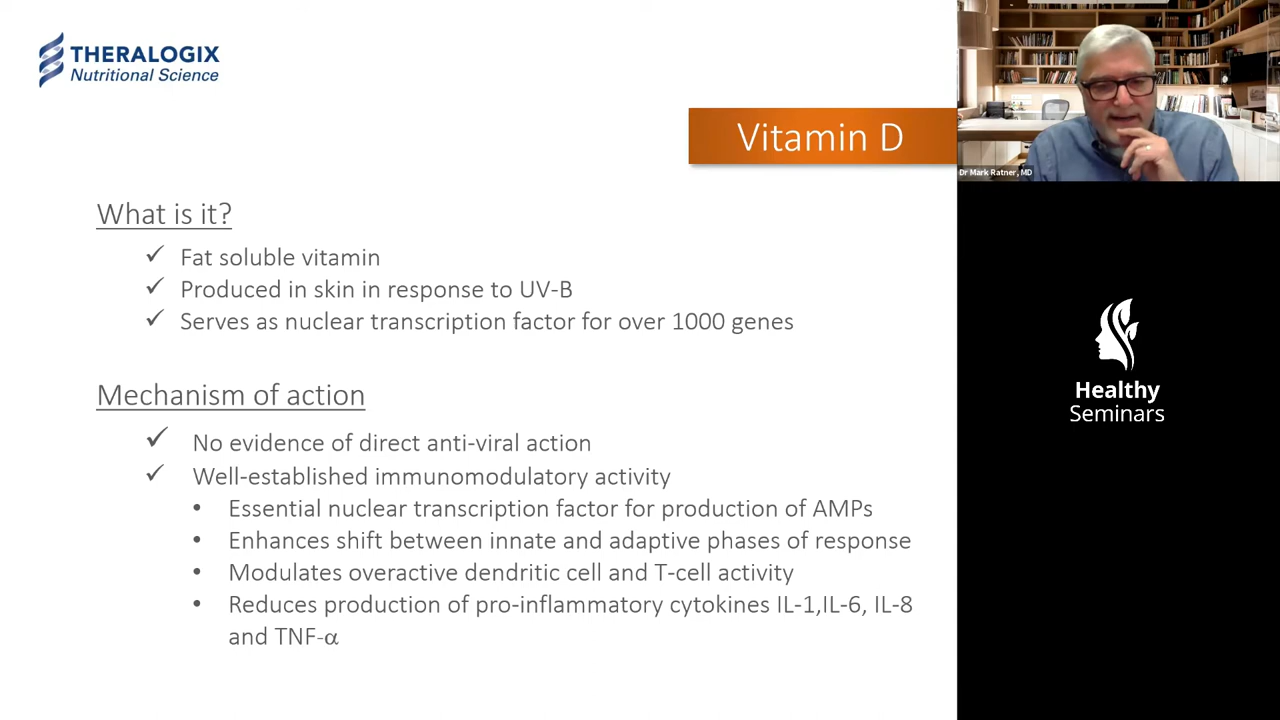 THERALOGIX
Nutritional Science
Vitamin D
Dr Mark Ratner, MD
What is it?
✓ Fat soluble vitamin
✓ Produced in skin in response to UV-B
✓ Serves as nuclear transcription factor for over 1000 genes
Mechanism of action
✓ No evidence of direct anti-viral action
✓ Well-established immunomodulatory activity
• Essential nuclear transcription factor for production of AMPs
• Enhances shift between innate and adaptive phases of response
• Modulates overactive dendritic cell and T-cell activity
• Reduces production of pro-inflammatory cytokines IL-1,IL-6, IL-8
and TNF-α
Healthy
Seminars